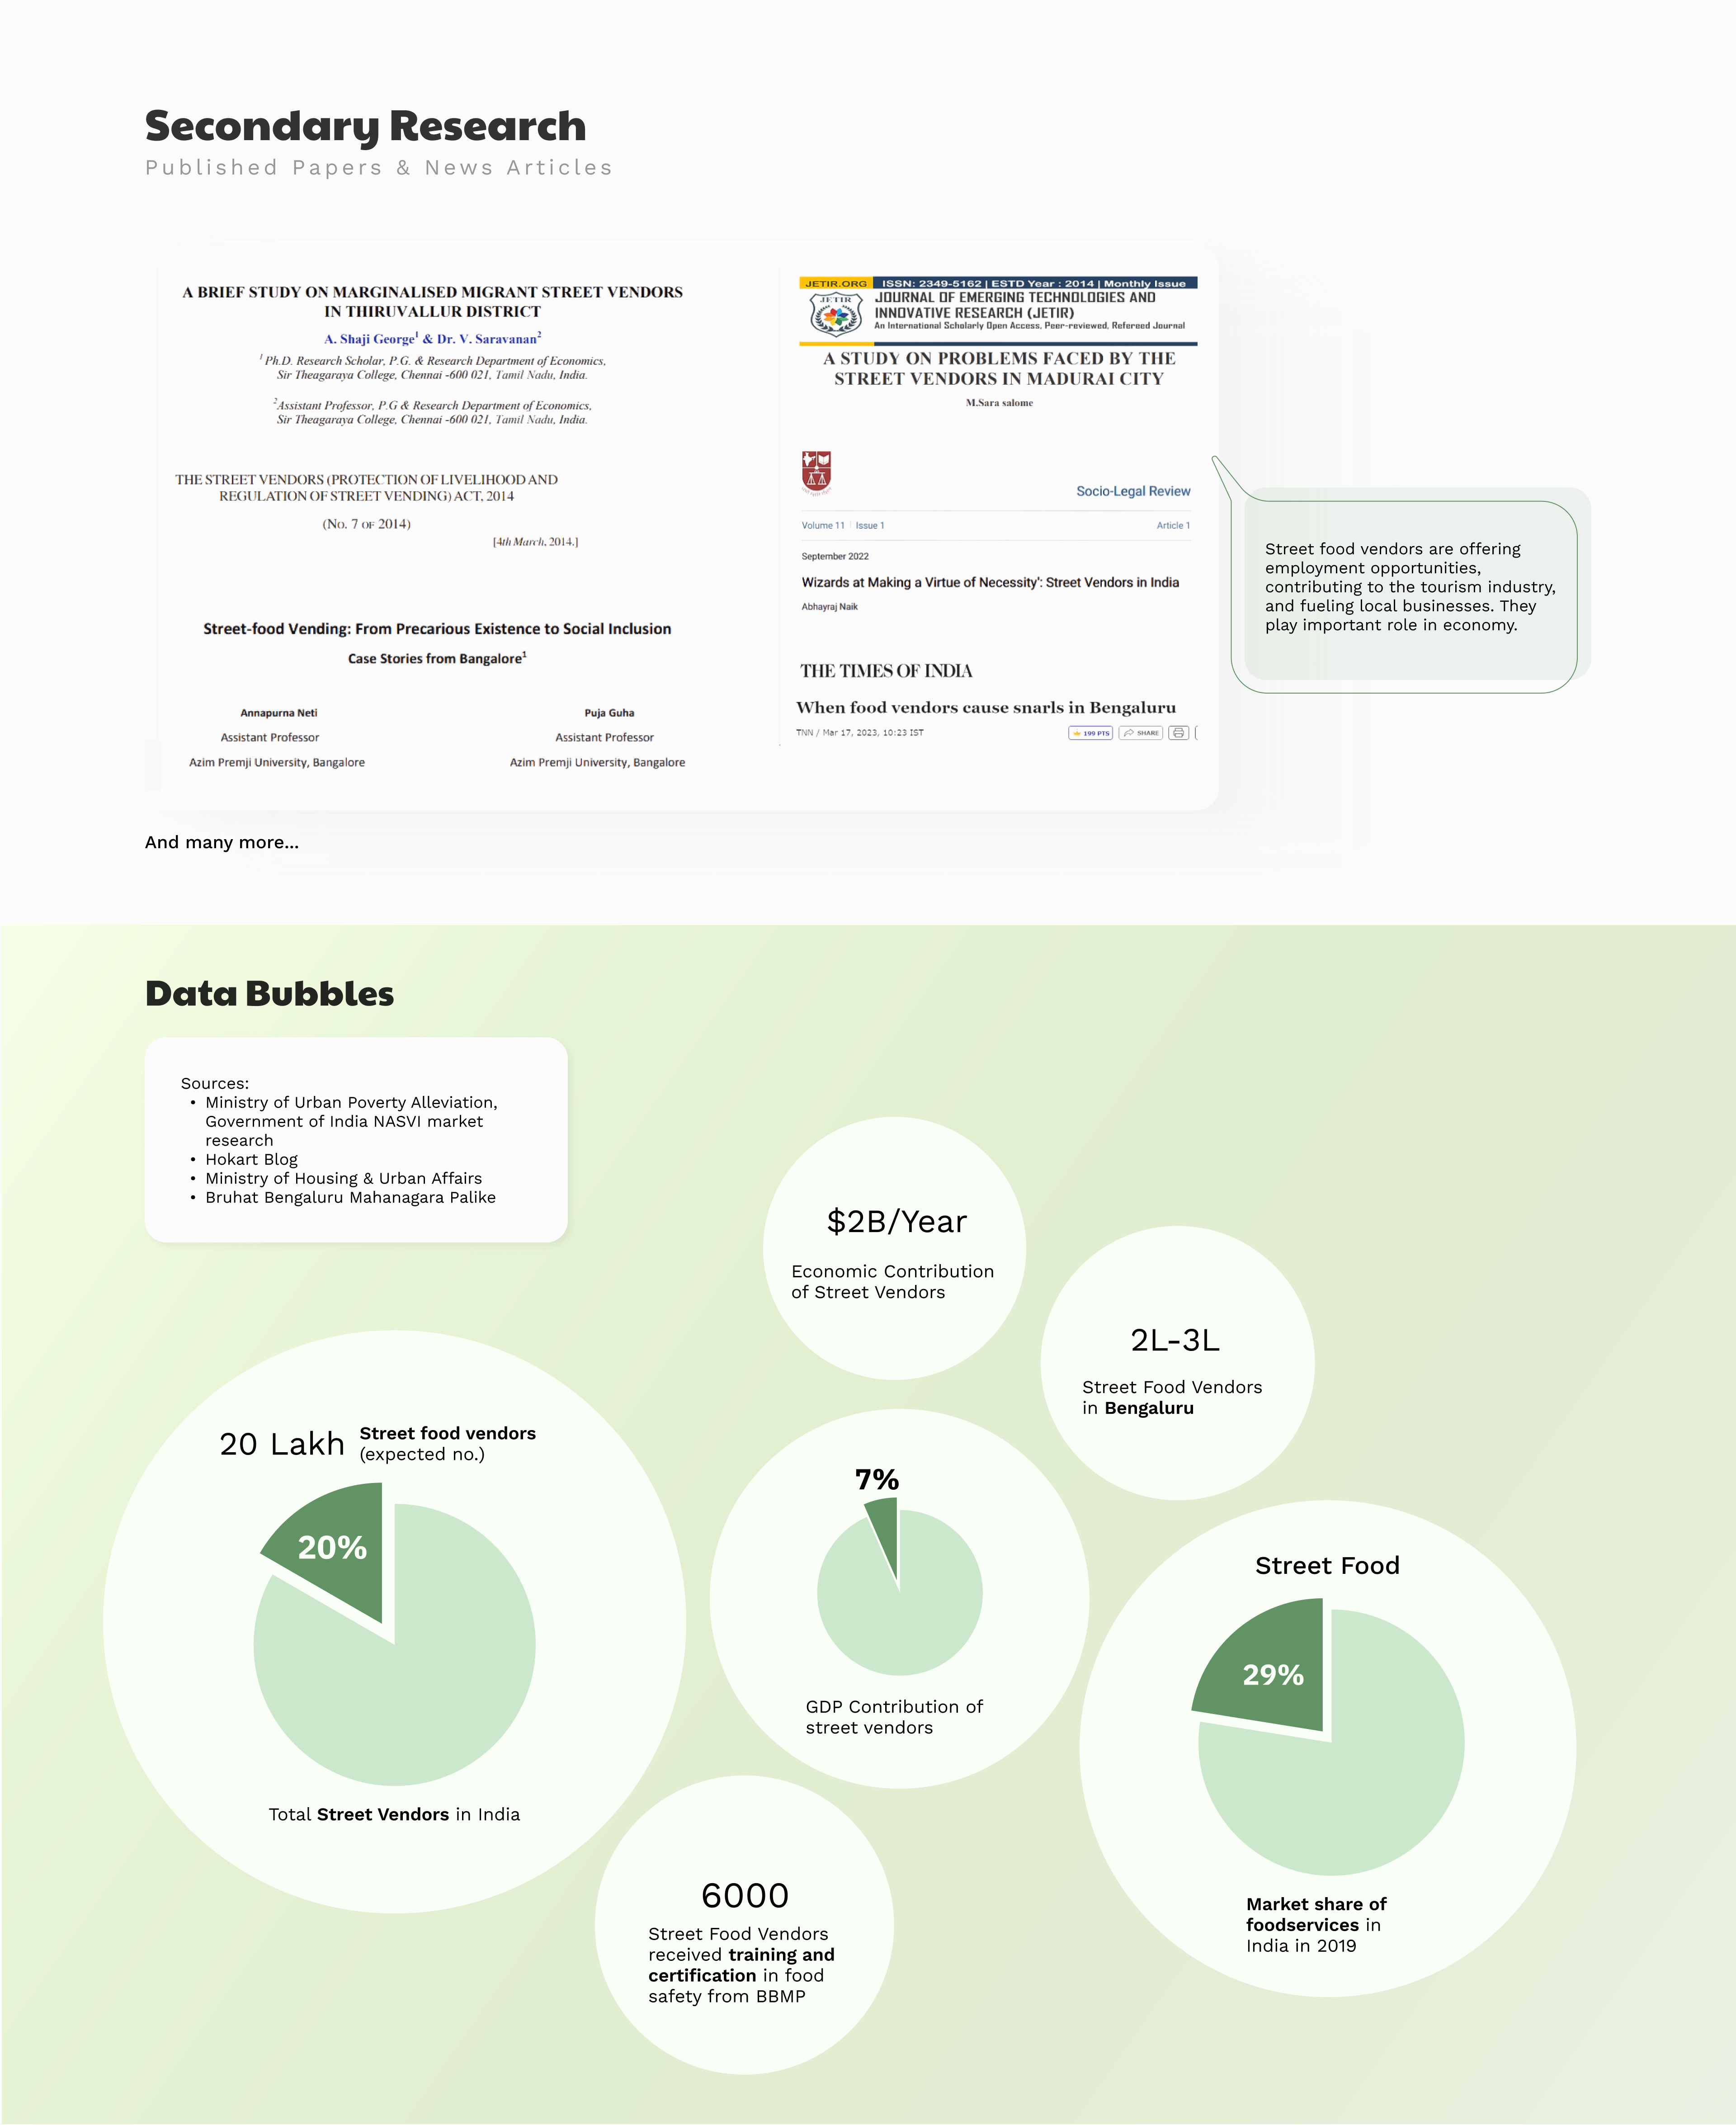 Secondary Research
Published Papers & News Articles
A BRIEF STUDY ON MARGINALISED MIGRANT STREET VENDORS
IN THIRUVALLUR DISTRICT
A. Shaji George1 & Dr. V. Saravanan2
1 Ph.D. Research Scholar, P.G. & Research Department of Economics,
Sir Theagaraya College, Chennai -600 021, Tamil Nadu, India.
2Assistant Professor, P.G & Research Department of Economics,
Sir Theagaraya College, Chennai -600 021, Tamil Nadu, India.
THE STREET VENDORS (PROTECTION OF LIVELIHOOD AND
REGULATION OF STREET VENDING) ACT, 2014
(NO. 7 OF 2014)
[4th March, 2014.]
Street-food Vending: From Precarious Existence to Social Inclusion
Case Stories from Bangalore1
Annapurna Neti
Puja Guha
Assistant Professor
Assistant Professor
Azim Premji University, Bangalore
Azim Premji University, Bangalore
JETIR.ORG
ISSN: 2349-5162 | ESTD Year : 2014 | Monthly Issue
JETIR
JOURNAL OF EMERGING TECHNOLOGIES AND
INNOVATIVE RESEARCH (JETIR)
An International Scholarly Open Access, Peer-reviewed, Refereed Journal
A STUDY ON PROBLEMS FACED BY THE
STREET VENDORS IN MADURAI CITY
M.Sara salome
Socio-Legal Review
Volume 11 | Issue 1
Article 1
September 2022
Wizards at Making a Virtue of Necessity': Street Vendors in India
Abhayraj Naik
THE TIMES OF INDIA
When food vendors cause snarls in Bengaluru
TNN / Mar 17, 2023, 10:23 IST
199 PTS
SHARE
Street food vendors are offering
employment opportunities,
contributing to the tourism industry,
and fueling local businesses. They
play important role in economy.
And many more...
Data Bubbles
Sources:
• Ministry of Urban Poverty Alleviation,
Government of India NASVI market
research
• Hokart Blog
• Ministry of Housing & Urban Affairs
• Bruhat Bengaluru Mahanagara Palike
$2B/Year
Economic Contribution
of Street Vendors
2L-3L
Street Food Vendors
in Bengaluru
20 Lakh
Street food vendors
(expected no.)
20%
Total Street Vendors in India
7%
GDP Contribution of
street vendors
Street Food
29%
Market share of
foodservices in
India in 2019
6000
Street Food Vendors
received training and
certification in food
safety from BBMP